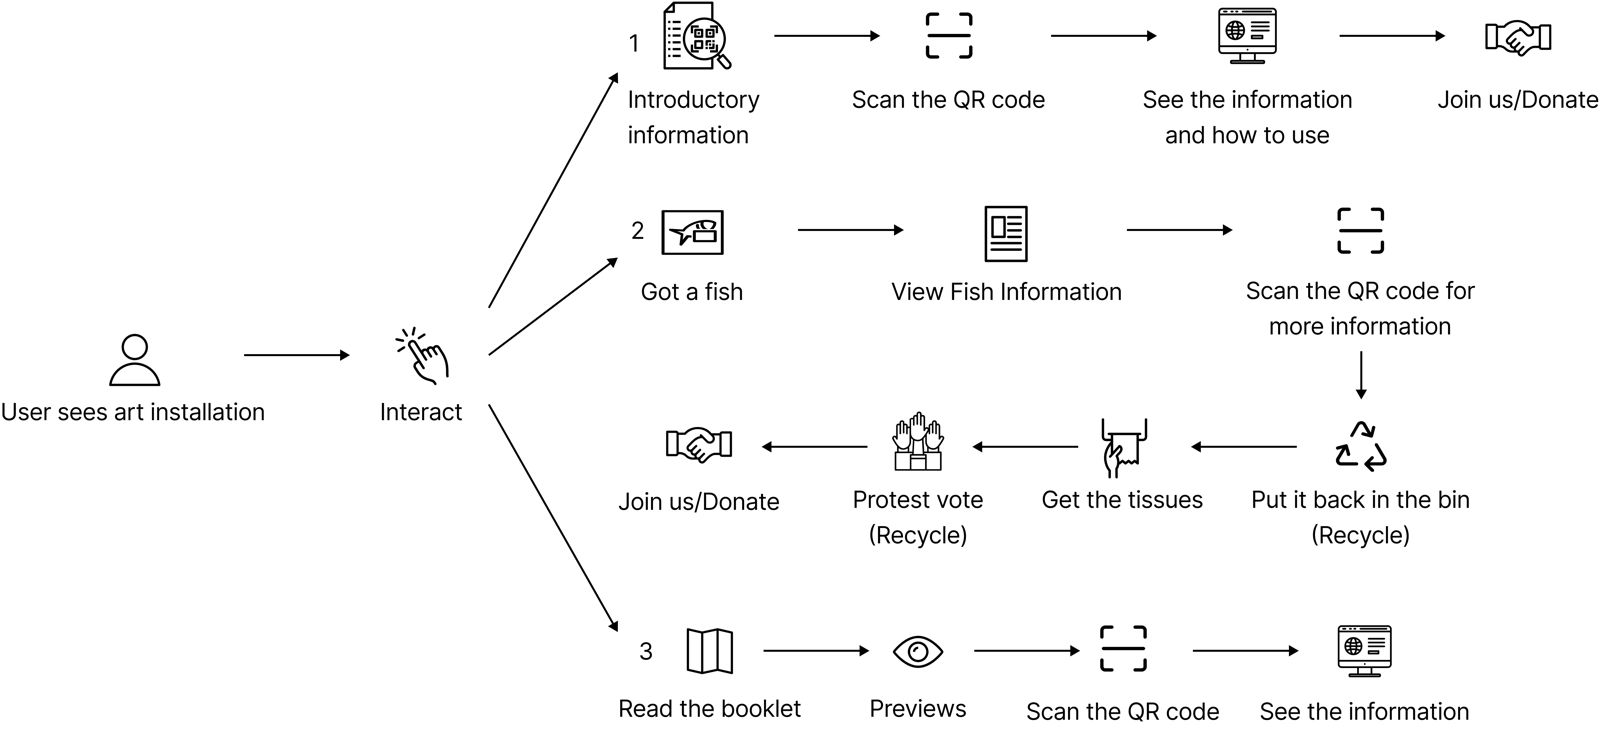 User sees art installation
Interact
1
Introductory
information
Scan the QR code
See the information
and how to use
Join us/Donate
2
Got a fish
View Fish Information
Scan the QR code for
more information
Put it back in the bin
(Recycle)
Get the tissues
Protest vote
(Recycle)
Join us/Donate
3
Read the booklet
Previews
Scan the QR code
See the information